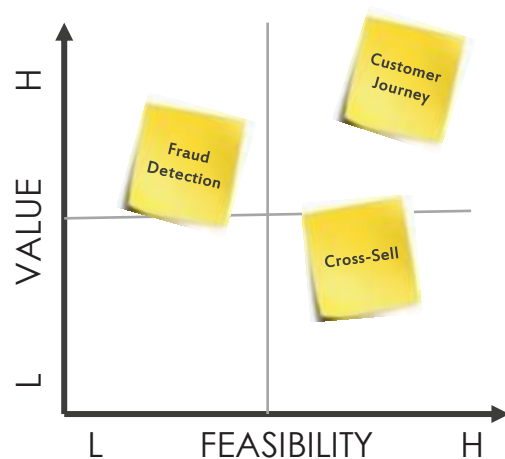 H
Customer
Journey
Fraud
Detection
VALUE
Cross-Sell
L
L FEASIBILITY H